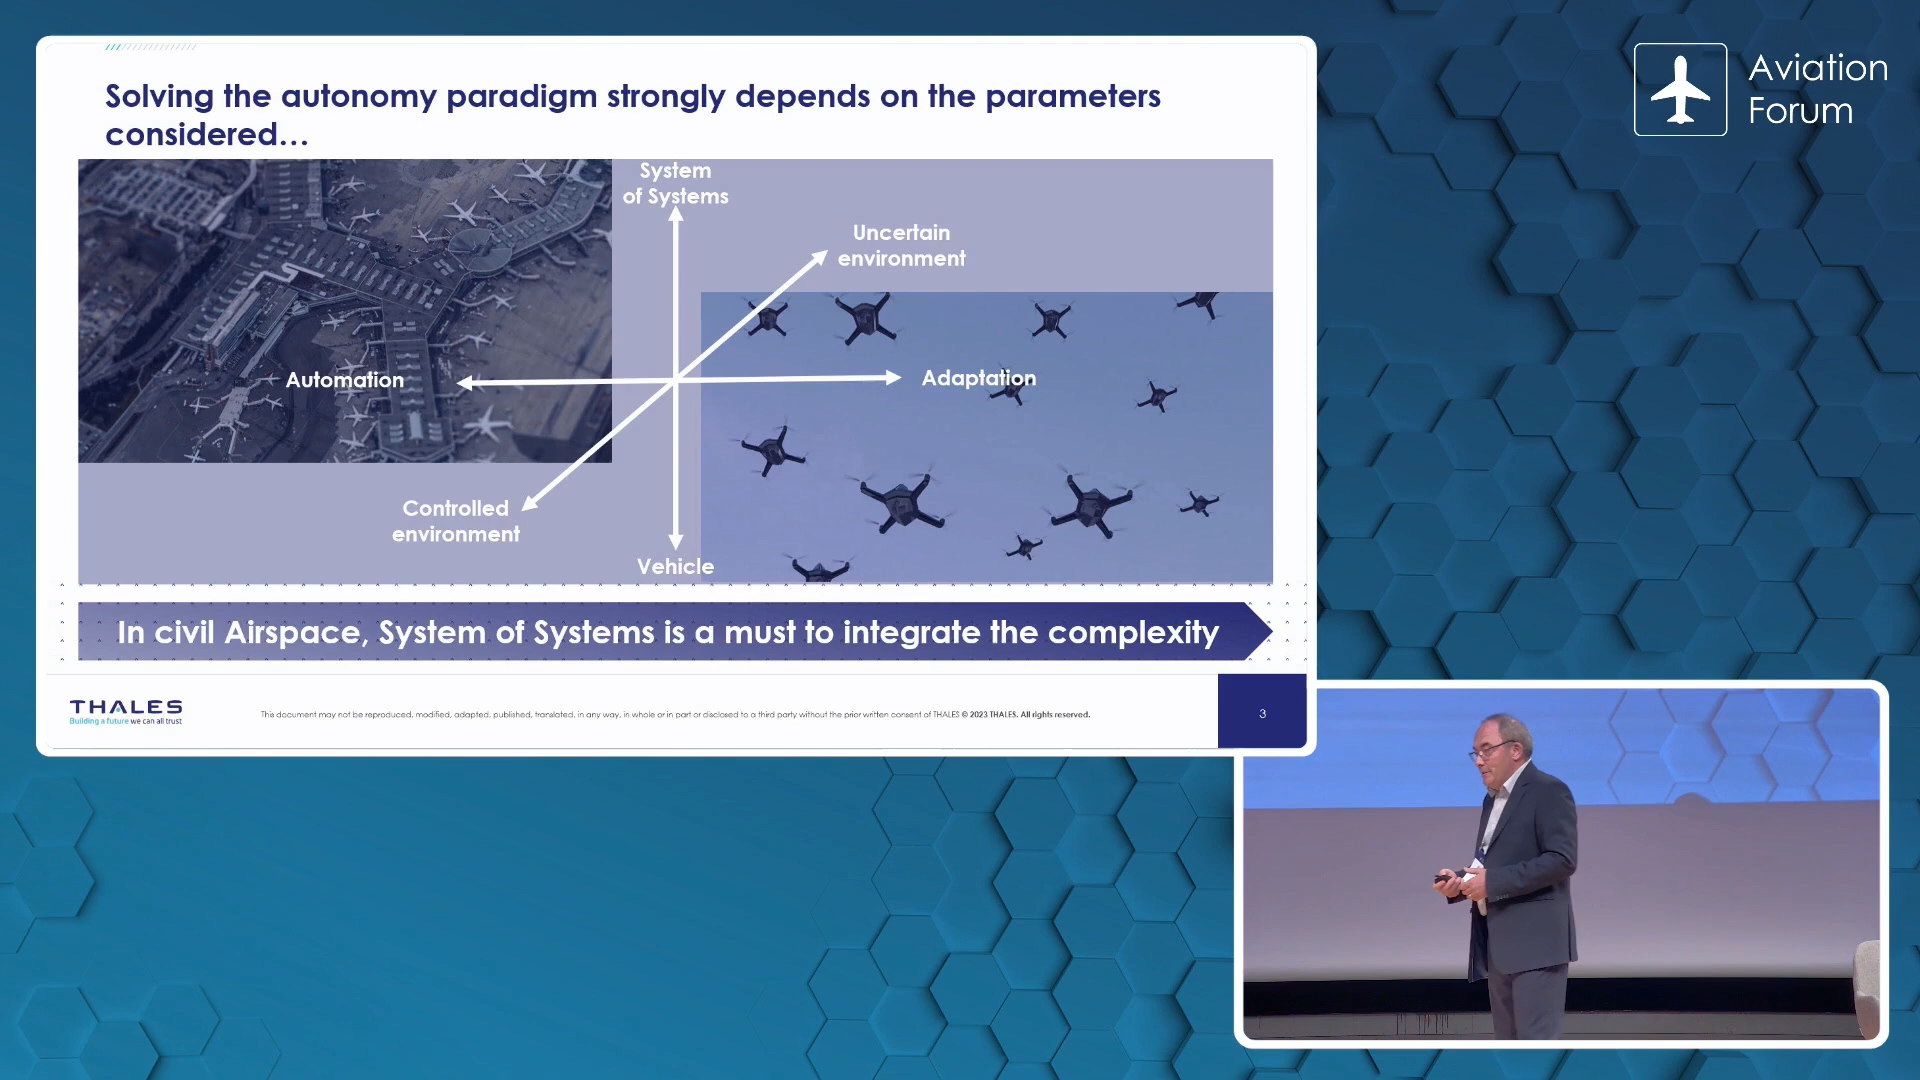 Solving the autonomy paradigm strongly depends on the parameters
considered...
System
of Systems
Uncertain
environment
Automation
Adaptation
Controlled
environment
Vehicle
In civil Airspace, System of Systems is a must to integrate the complexity
THALES
Building a future we can all trust
This document may not be reproduced, modified, adapted, published, translated, in any way, in whole or in part or disclosed to a third party without the prior written consent of THALES © 2023 THALES. All rights reserved.
3
Aviation
Forum